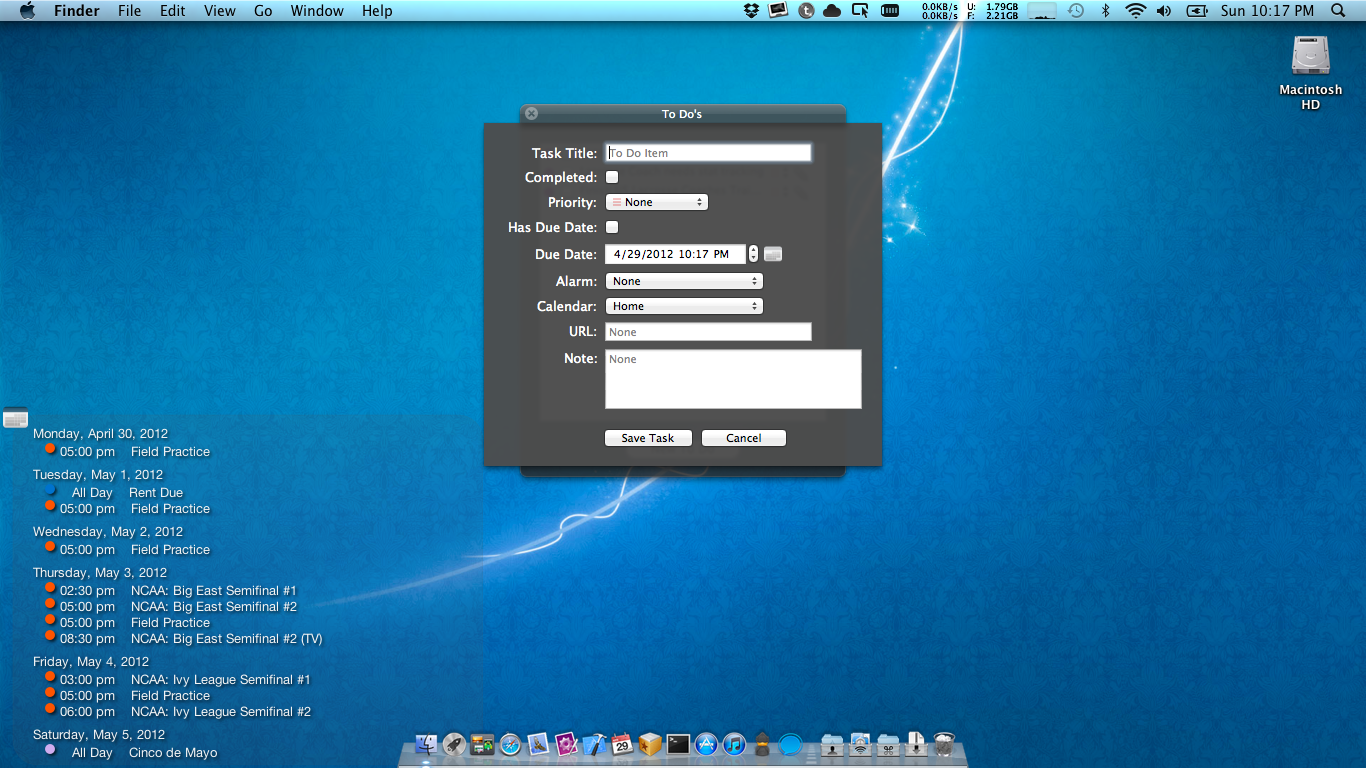 Finder File Edit View Go Window Help 0.0KB/s U: 1.79GB Sun 10:17 PM
0.0KB/s F: 2.21GB
Macintosh
HD
To Do's
Task Title: To Do Item
Completed:
Priority: None
Has Due Date:
Due Date: 4/29/2012 10:17 PM
Alarm: None
Calendar: Home
URL: None
Note: None
Save Task Cancel
Monday, April 30, 2012
05:00 pm Field Practice
Tuesday, May 1, 2012
All Day Rent Due
05:00 pm Field Practice
Wednesday, May 2, 2012
05:00 pm Field Practice
Thursday, May 3, 2012
02:30 pm NCAA: Big East Semifinal #1
05:00 pm NCAA: Big East Semifinal #2
05:00 pm Field Practice
08:30 pm NCAA: Big East Semifinal #2 (TV)
Friday, May 4, 2012
03:00 pm NCAA: Ivy League Semifinal #1
05:00 pm Field Practice
06:00 pm NCAA: Ivy League Semifinal #2
Saturday, May 5, 2012
All Day Cinco de Mayo
29